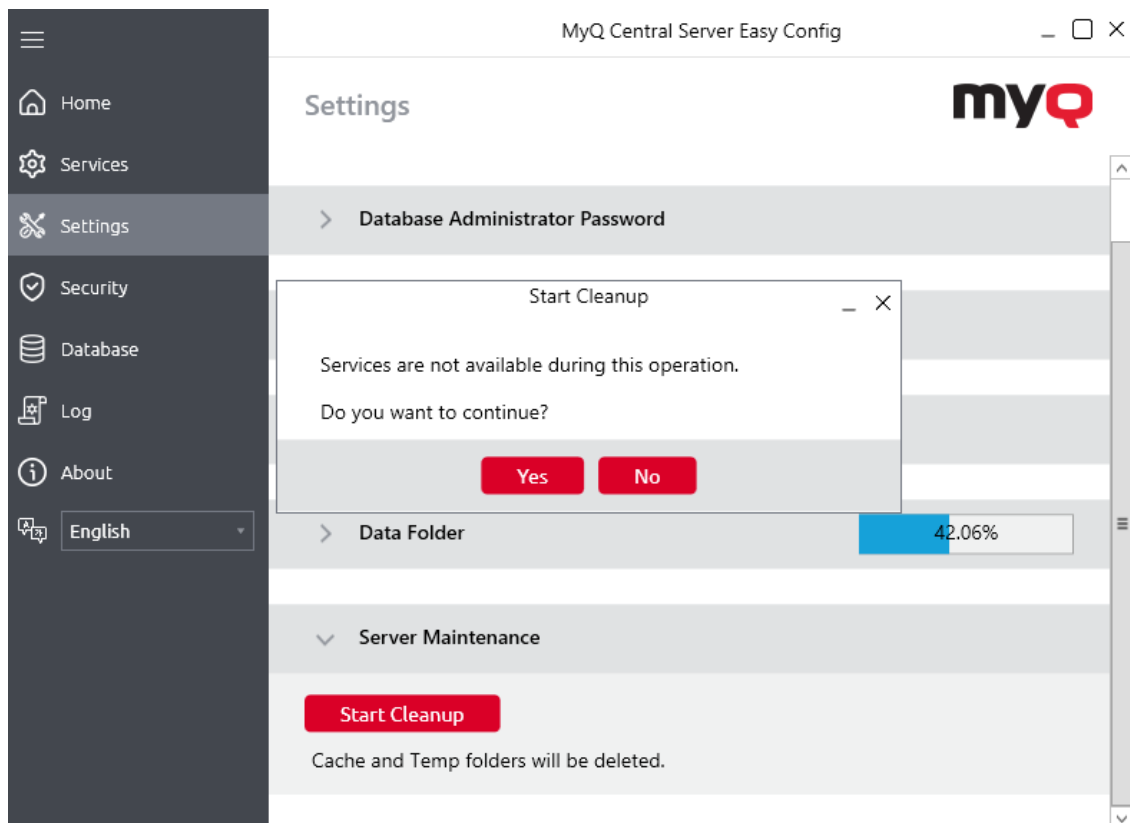 MyQ Central Server Easy Config
Home
Services
Settings
Security
Database
Log
About
English
Settings
myQ
Database Administrator Password
Start Cleanup
Services are not available during this operation.
Do you want to continue?
Yes
No
Data Folder
42.06%
Server Maintenance
Start Cleanup
Cache and Temp folders will be deleted.